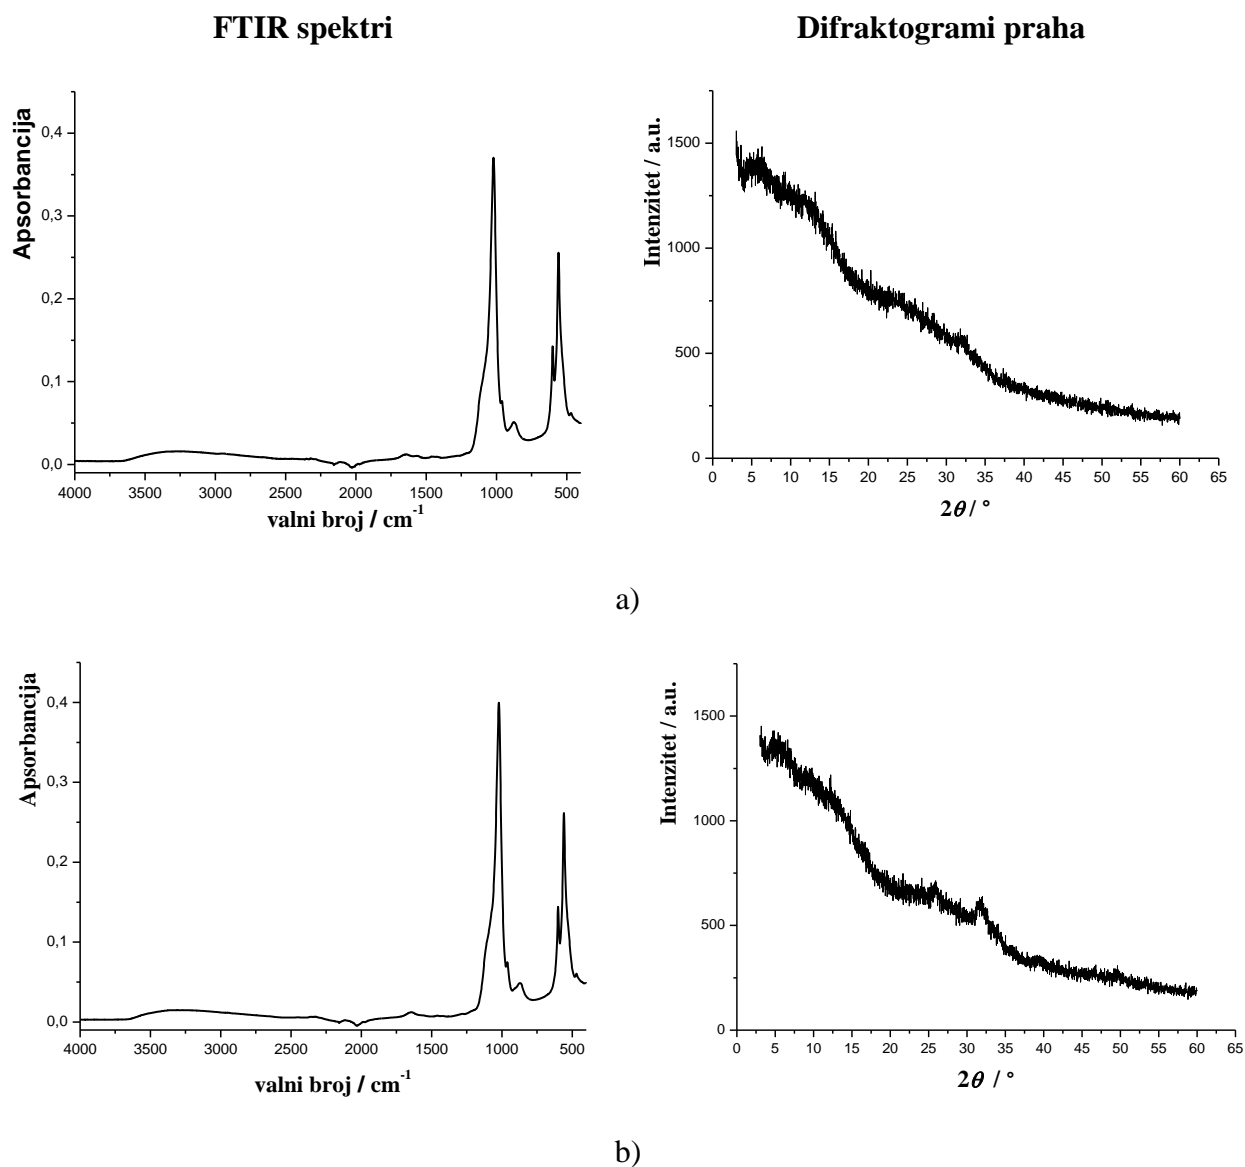 FTIR spektri
Difraktogrami praha
Apsorbancija
0,4
0,3
0,2
0,1
0,0
4000 3500 3000 2500 2000 1500 1000 500
valni broj / cm⁻¹
Intenzitet / a.u.
1500
1000
500
0
0 5 10 15 20 25 30 35 40 45 50 55 60 65
2θ / °
a)
Apsorbancija
0,4
0,3
0,2
0,1
0,0
4000 3500 3000 2500 2000 1500 1000 500
valni broj / cm⁻¹
Intenzitet / a.u.
1500
1000
500
0
0 5 10 15 20 25 30 35 40 45 50 55 60 65
2θ / °
b)